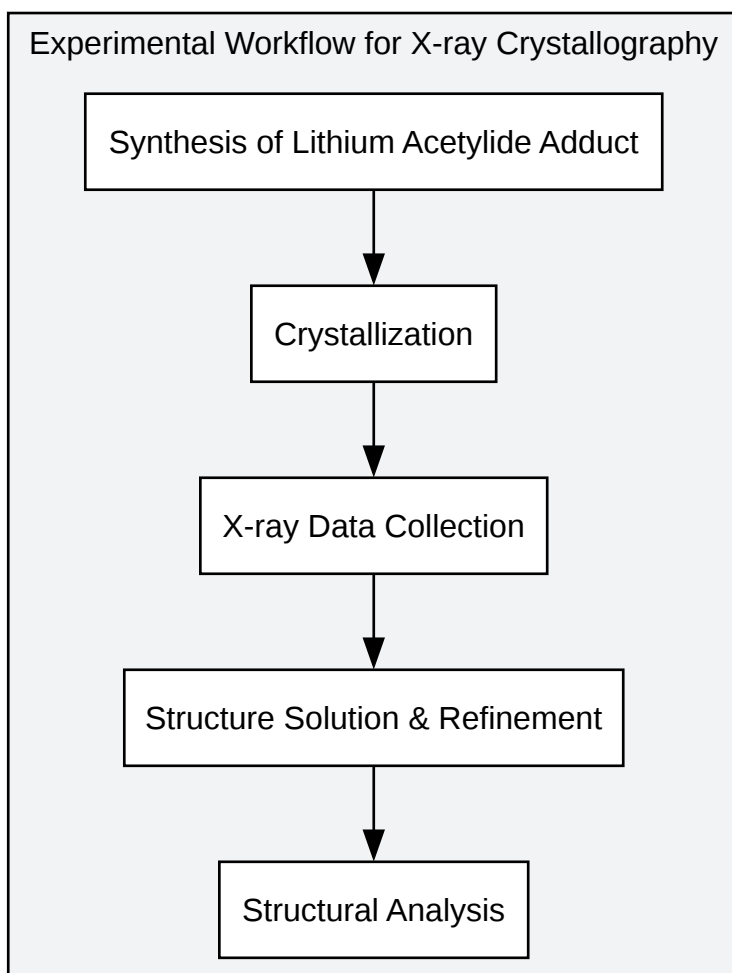 Experimental Workflow for X-ray Crystallography
Synthesis of Lithium Acetylide Adduct
Crystallization
X-ray Data Collection
Structure Solution & Refinement
Structural Analysis